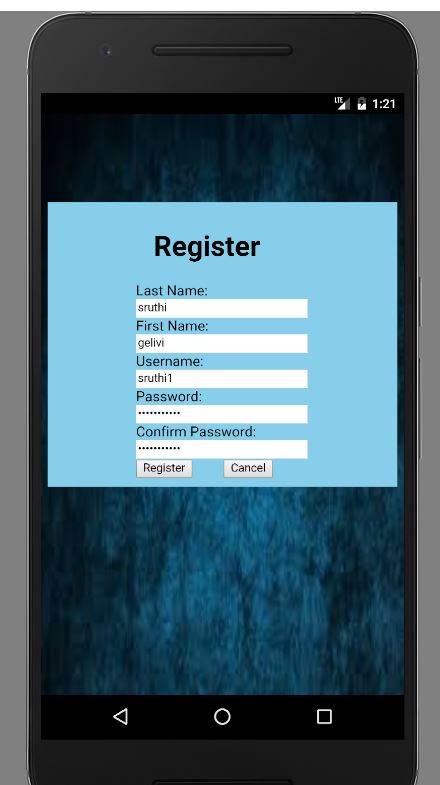 LTE 1:21
Register
Last Name:
sruthi
First Name:
gelivi
Username:
sruthi1
Password:
•••••••••••
Confirm Password:
•••••••••••
Register Cancel